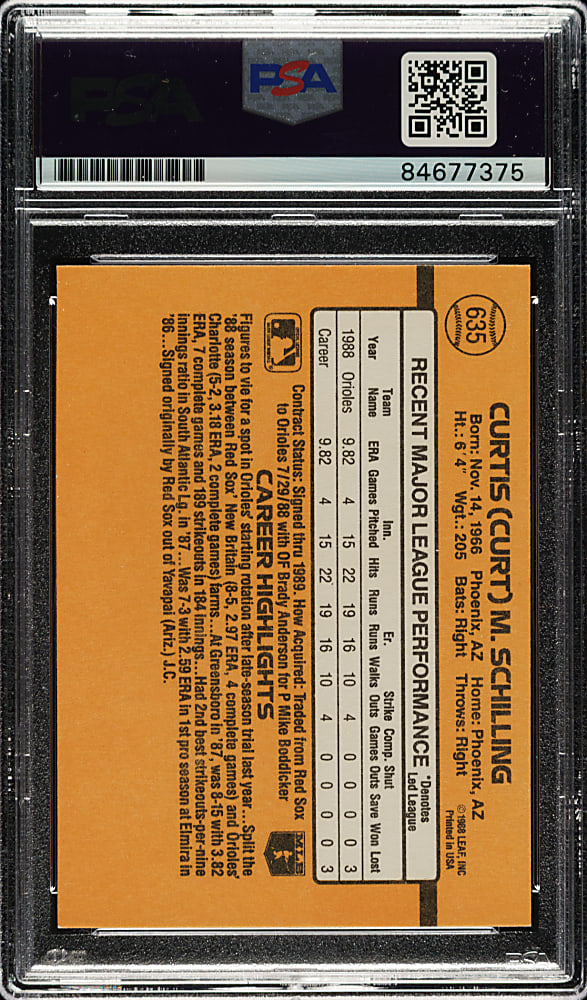 PSA
PSA
84677375
635
CURTIS (CURT) M. SCHILLING
Born: Nov. 14, 1966 Phoenix, AZ Home: Phoenix, AZ
Ht.: 6' 4" Wgt.: 205 Bats: Right Throws: Right
©1988 LEAF, INC
Printed in USA
RECENT MAJOR LEAGUE PERFORMANCE *Denotes Led League
Year Team Name ERA Games Inn. Pitched Hits Runs Er. Runs Walks Strike Outs Comp. Games Shut Outs Save Won Lost
1988 Orioles 9.82 4 15 22 19 16 10 4 0 0 0 0 3
Career 9.82 4 15 22 19 16 10 4 0 0 0 0 3
Contract Status: Signed thru 1989. How Acquired: Traded from Red Sox
to Orioles 7/29/88 with OF Brady Anderson for P Mike Boddicker
CAREER HIGHLIGHTS
MLB
Figures to vie for a spot in Orioles' starting rotation after late-season trial last year...Split the
'88 season between Red Sox' New Britain (8-5, 2.97 ERA, 4 complete games) and Orioles'
Charlotte (5-2, 3.18 ERA, 2 complete games) farms...At Greensboro in '87, was 8-15 with 3.82
ERA, 7 complete games and 189 strikeouts in 184 innings...Had 2nd best strikeouts-per-nine
innings ratio in South Atlantic Lg. in '87....Was 7-3 with 2.59 ERA in 1st pro season at Elmira in
'86....Signed originally by Red Sox out of Yavapai (Ariz.) J.C.
PSA